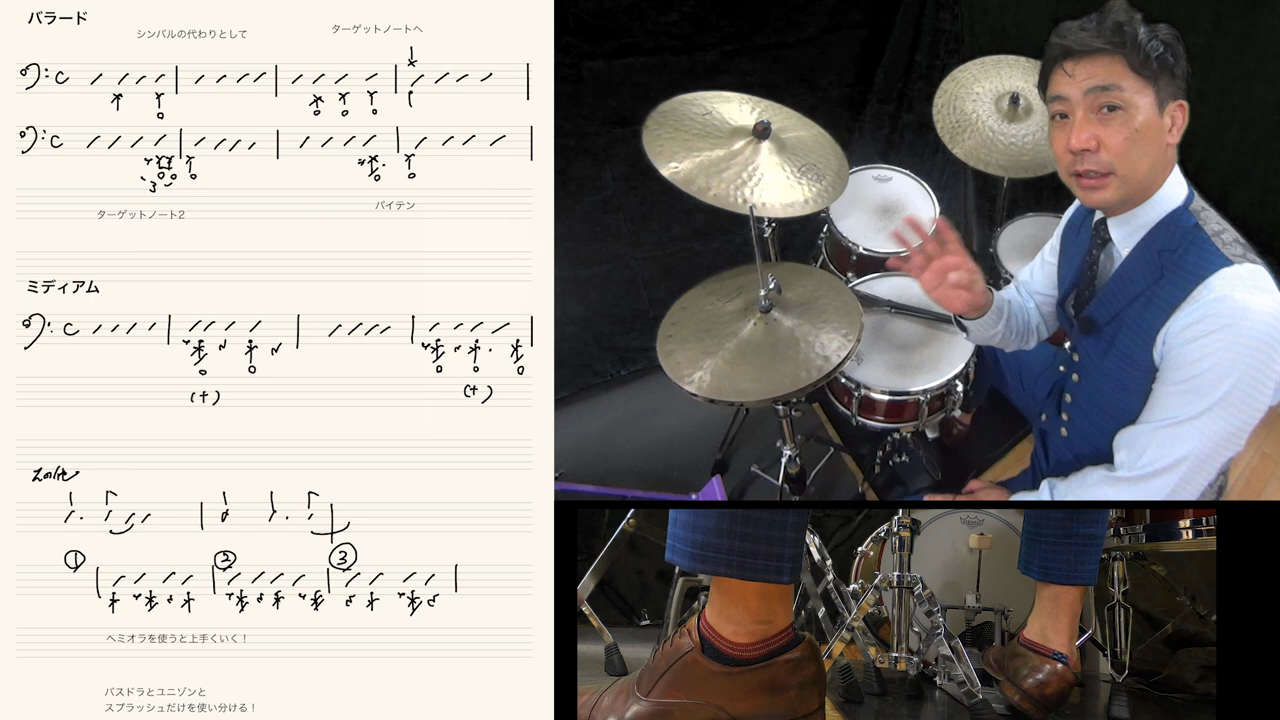 バラード
シンバルの代わりとして
ターゲットノートへ
C
C
3
ターゲットノート2
バイテン
ミディアム
C
(+)
(+)
その他
①
②
③
ヘミオラを使うと上手くいく！
バスドラとユニゾンと
スプラッシュだけを使い分ける！